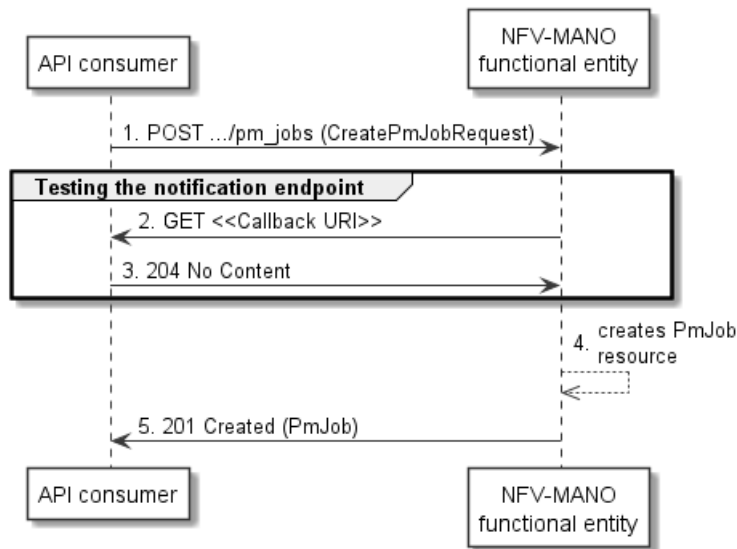 API consumer
NFV-MANO
functional entity
1. POST .../pm_jobs (CreatePmJobRequest)
Testing the notification endpoint
2. GET <<Callback URI>>
3. 204 No Content
4. creates PmJob
resource
5. 201 Created (PmJob)
API consumer
NFV-MANO
functional entity